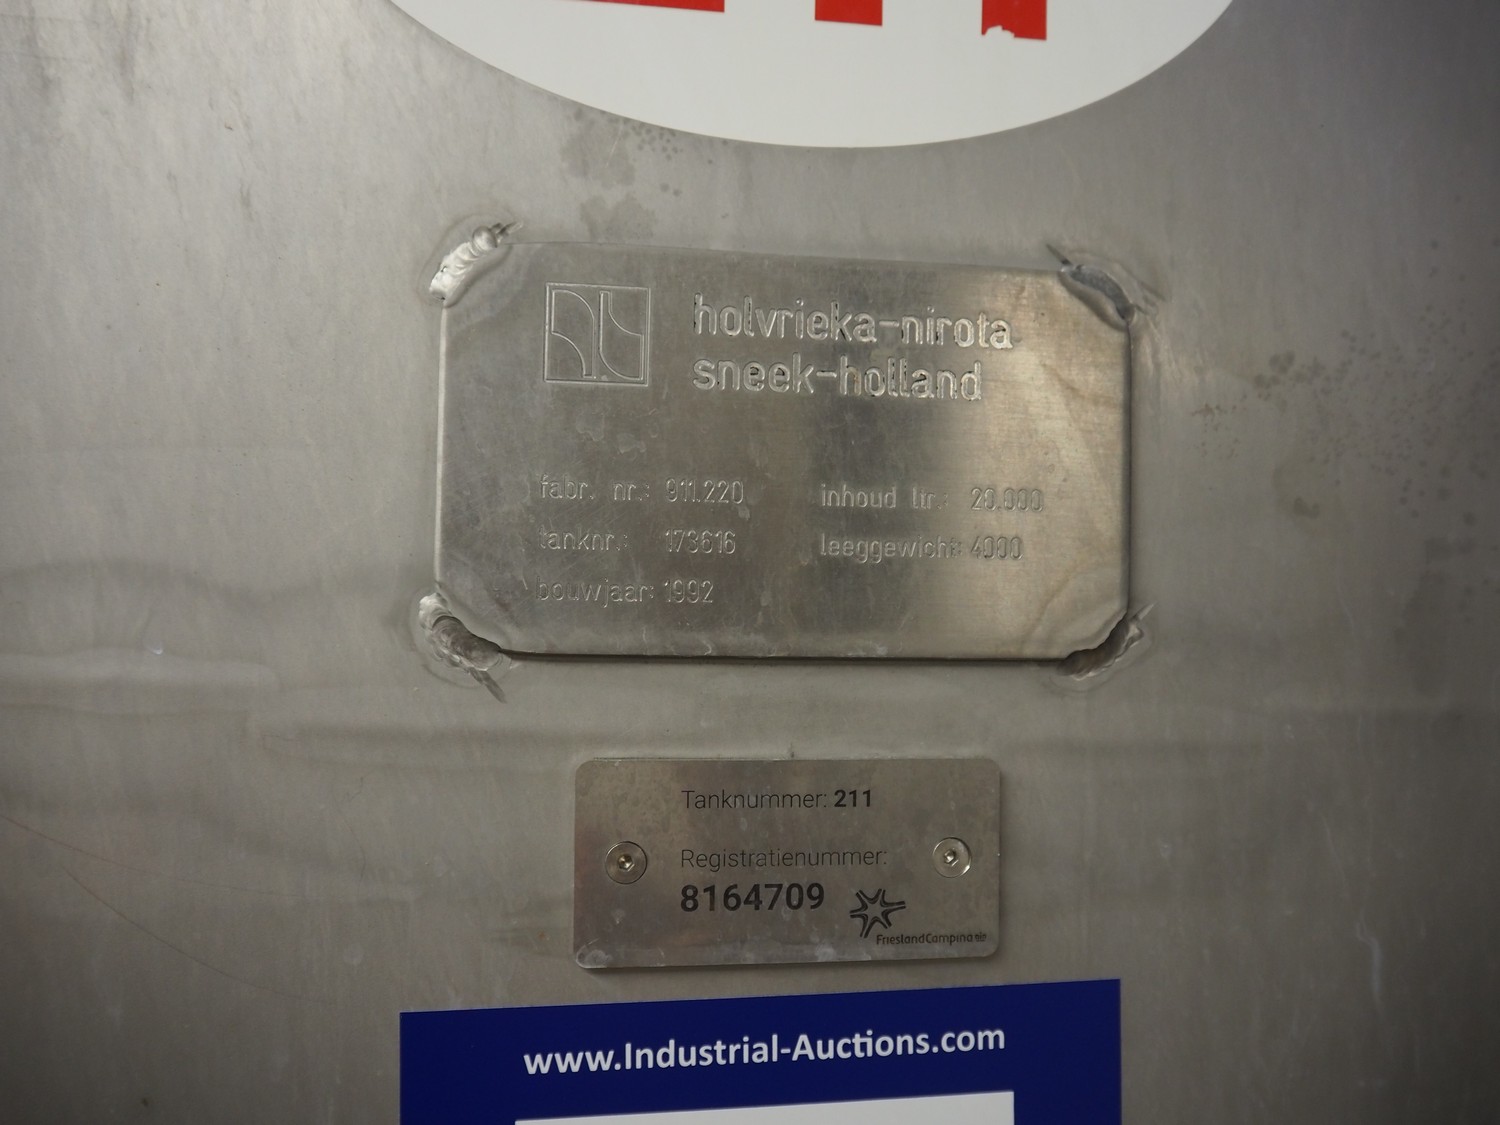 holvrieka-nirota
sneek-holland
fabr. nr.: 911.220 inhoud ltr.: 20.000
tanknr.: 173616 leeggewicht: 4000
bouwjaar: 1992
Tanknummer: 211
Registratienummer:
8164709
FrieslandCampina
www.Industrial-Auctions.com